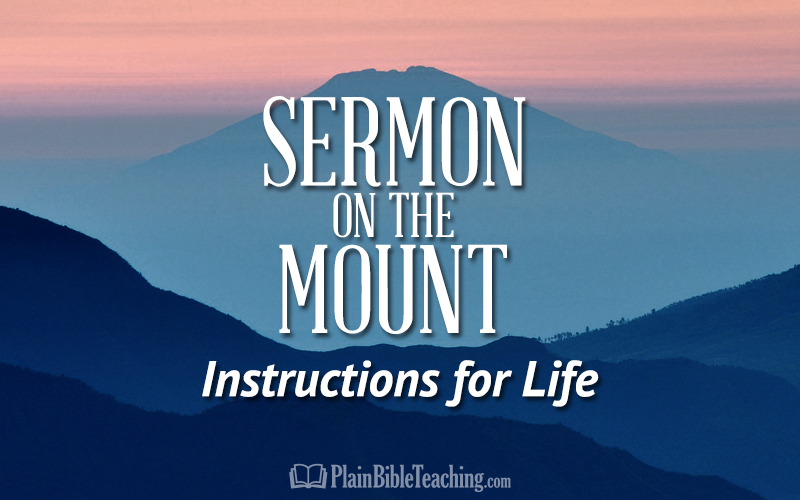 SERMON
ON THE
MOUNT
Instructions for Life
PlainBibleTeaching.com